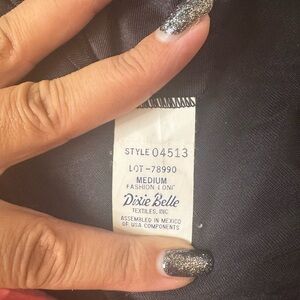 STYLE 04513
LOT-78990
MEDIUM
FASHION LONG
Dixie Belle
TEXTILES, INC
ASSEMBLED IN MEXICO
OF USA COMPONENTS